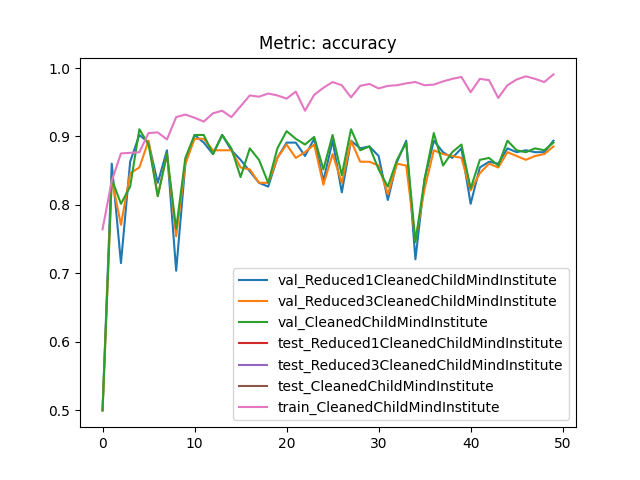 Metric: accuracy
1.0
0.9
0.8
0.7
0.6
0.5
val_Reduced1CleanedChildMindInstitute
val_Reduced3CleanedChildMindInstitute
val_CleanedChildMindInstitute
test_Reduced1CleanedChildMindInstitute
test_Reduced3CleanedChildMindInstitute
test_CleanedChildMindInstitute
train_CleanedChildMindInstitute
0 10 20 30 40 50